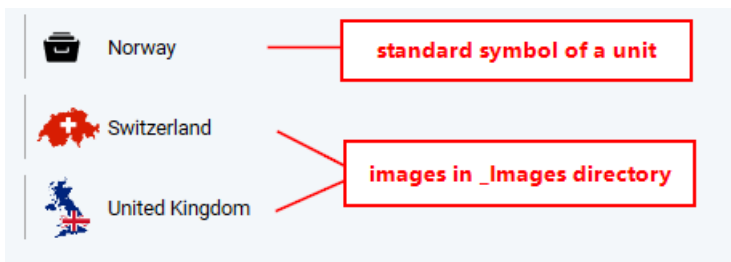 Norway
standard symbol of a unit
Switzerland
images in _Images directory
United Kingdom